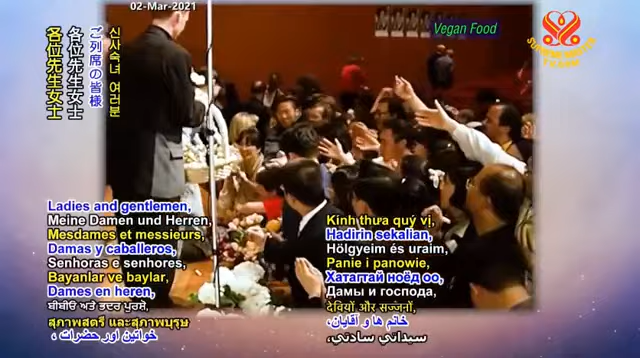 02-Mar-2021
Vegan Food
SUPREME MASTER
TELEVISION
各位先生女士
各位先生女士
ご列席の皆様
신사숙녀 여러분
Ladies and gentlemen,
Meine Damen und Herren,
Mesdames et messieurs,
Damas y caballeros,
Senhoras e senhores,
Bayanlar ve baylar,
Dames en heren,
ਬੀਬੀਓ ਅਤੇ ਭਦਰ ਪੁਰਸ਼ੋ,
สุภาพสตรี และสุภาพบุรุษ
خواتین اور حضرات ،
Kính thưa quý vị,
Hadirin sekalian,
Hölgyeim és uraim,
Panie i panowie,
Хатагтай ноёд оо,
Дамы и господа,
देवियों और सज्जनों,
خانم ها و آقایان،
سيداتي سادتي،